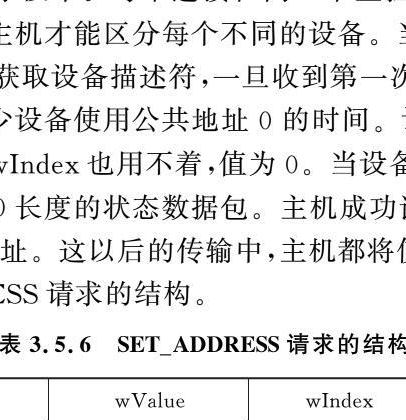 主机才能区分每个不同的设备。
获取设备描述符,一旦收到第一次
设备使用公共地址 0 的时间。
wIndex 也用不着,值为 0。当设备
0 长度的状态数据包。主机成功
址。这以后的传输中,主机都将
ESS 请求的结构。
表 3.5.6 SET_ADDRESS 请求的结构
wValue wIndex